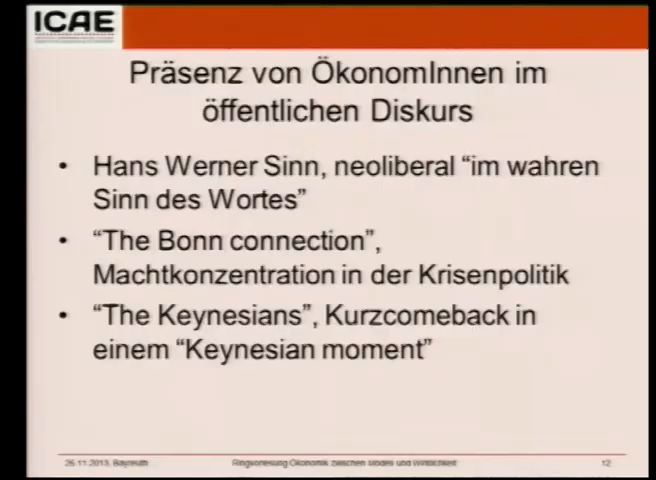 ICAE
Präsenz von ÖkonomInnen im
öffentlichen Diskurs
• Hans Werner Sinn, neoliberal “im wahren
Sinn des Wortes”
• “The Bonn connection”,
Machtkonzentration in der Krisenpolitik
• “The Keynesians”, Kurzcomeback in
einem “Keynesian moment”
26.11.2013, Bayreuth
Ringvorlesung Ökonomik zwischen Modell und Wirklichkeit
12